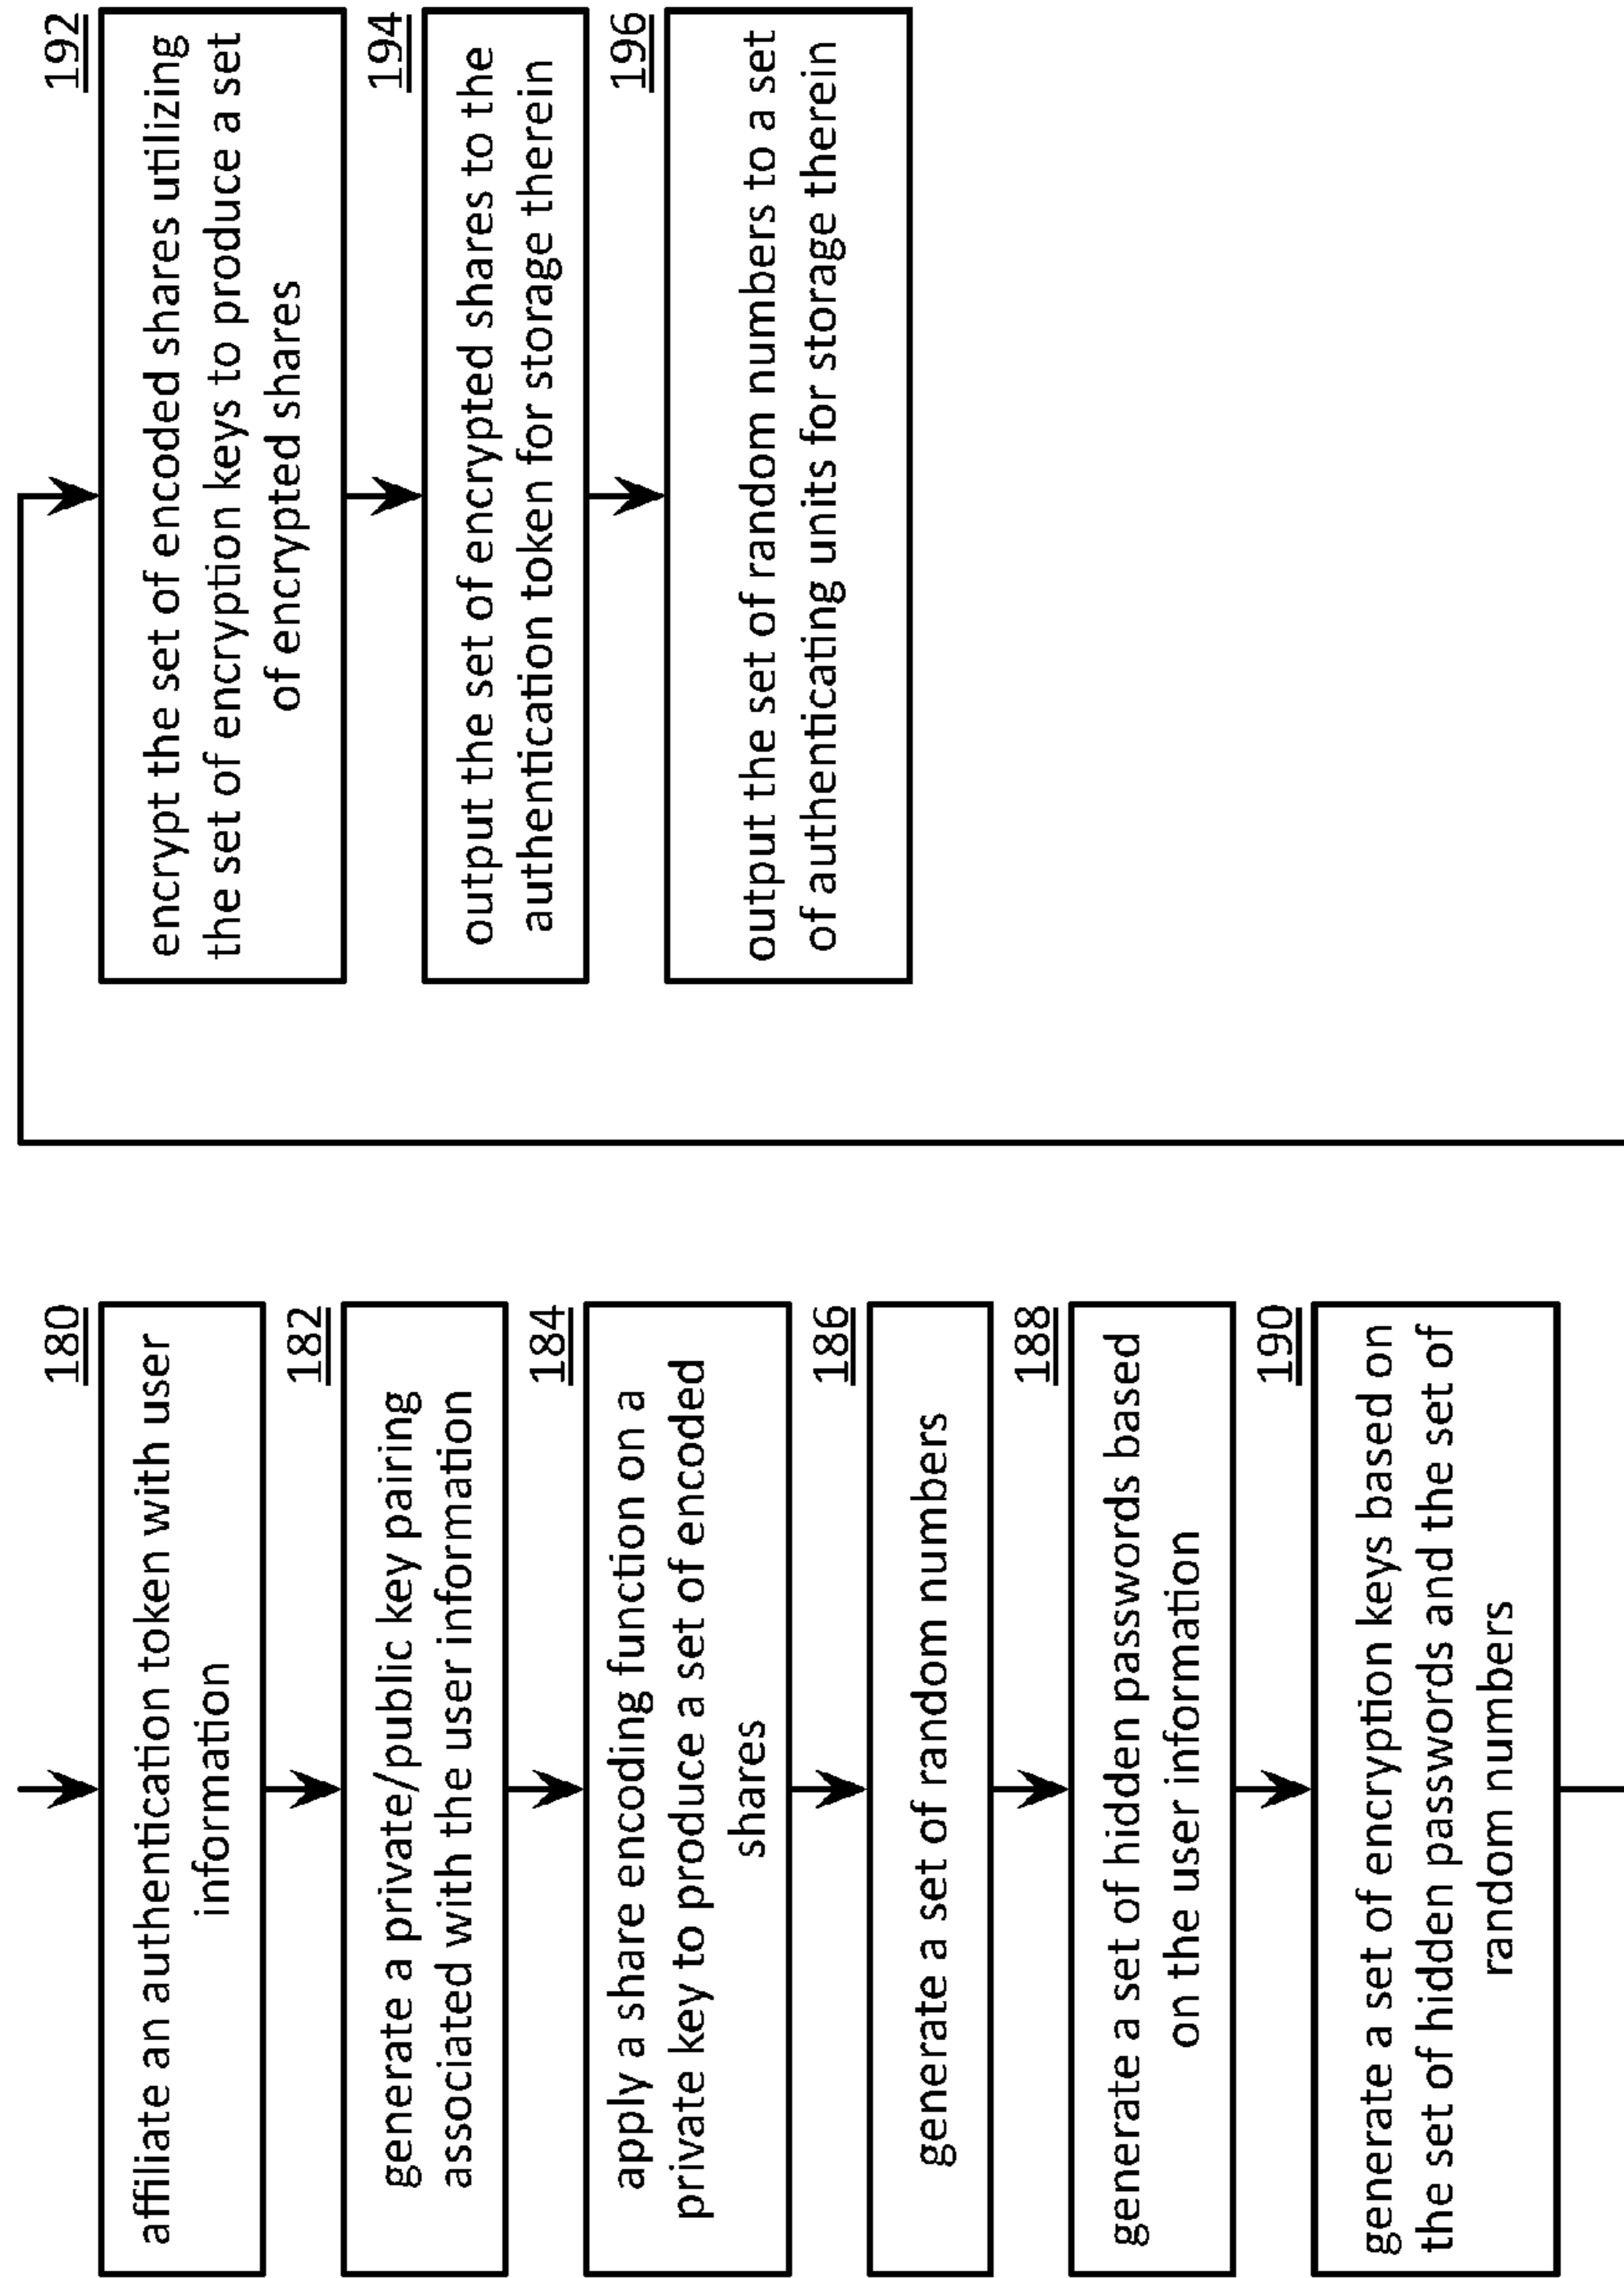 180
affiliate an authentication token with user
information
182
generate a private/public key pairing
associated with the user information
184
apply a share encoding function on a
private key to produce a set of encoded
shares
186
generate a set of random numbers
188
generate a set of hidden passwords based
on the user information
190
generate a set of encryption keys based on
the set of hidden passwords and the set of
random numbers
192
encrypt the set of encoded shares utilizing
the set of encryption keys to produce a set
of encrypted shares
194
output the set of encrypted shares to the
authentication token for storage therein
196
output the set of random numbers to a set
of authenticating units for storage therein